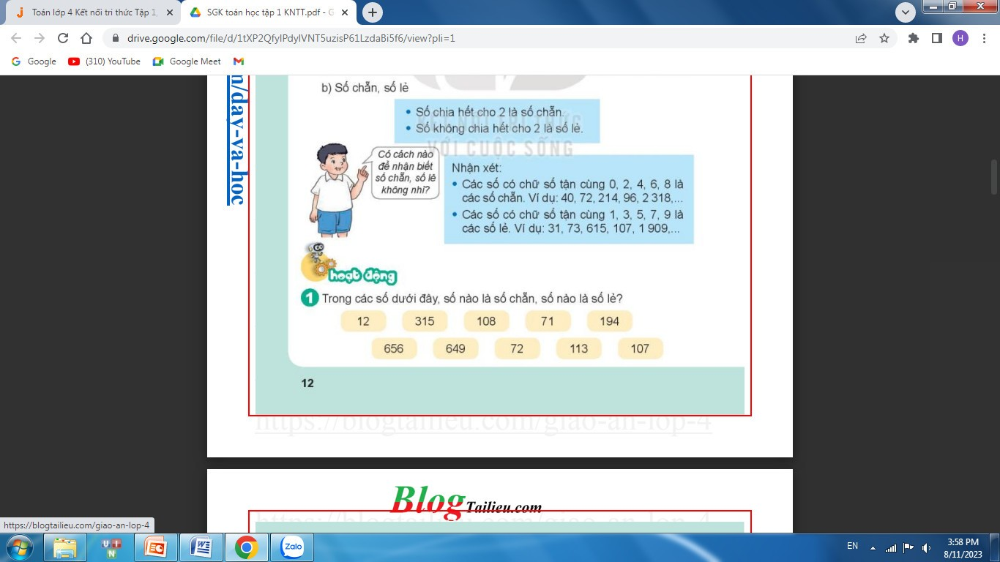 Toán lớp 4 Kết nối tri thức Tập 1,
SGK toán học tập 1 KNTT.pdf - G
drive.google.com/file/d/1tXP2QfylPdylVNT5uzisP61LzdaBi5f6/view?pli=1
H
Google
(310) YouTube
Google Meet
n/day-va-hoc
b) Số chẵn, số lẻ
• Số chia hết cho 2 là số chẵn.
• Số không chia hết cho 2 là số lẻ.
KẾT NỐI TRI THỨC
VỚI CUỘC SỐNG
Có cách nào
để nhận biết
số chẵn, số lẻ
không nhỉ?
Nhận xét:
• Các số có chữ số tận cùng 0, 2, 4, 6, 8 là
các số chẵn. Ví dụ: 40, 72, 214, 96, 2 318,...
• Các số có chữ số tận cùng 1, 3, 5, 7, 9 là
các số lẻ. Ví dụ: 31, 73, 615, 107, 1 909,...
hoạt động
1 Trong các số dưới đây, số nào là số chẵn, số nào là số lẻ?
12 315 108 71 194
656 649 72 113 107
12
https://blogtailieu.com/giao-an-lop-4
BlogTailieu.com
https://blogtailieu.com/giao-an-lop-4
https://blogtailieu.com/giao-an-lop-4
U I
N
Zalo
EN
3:58 PM
8/11/2023